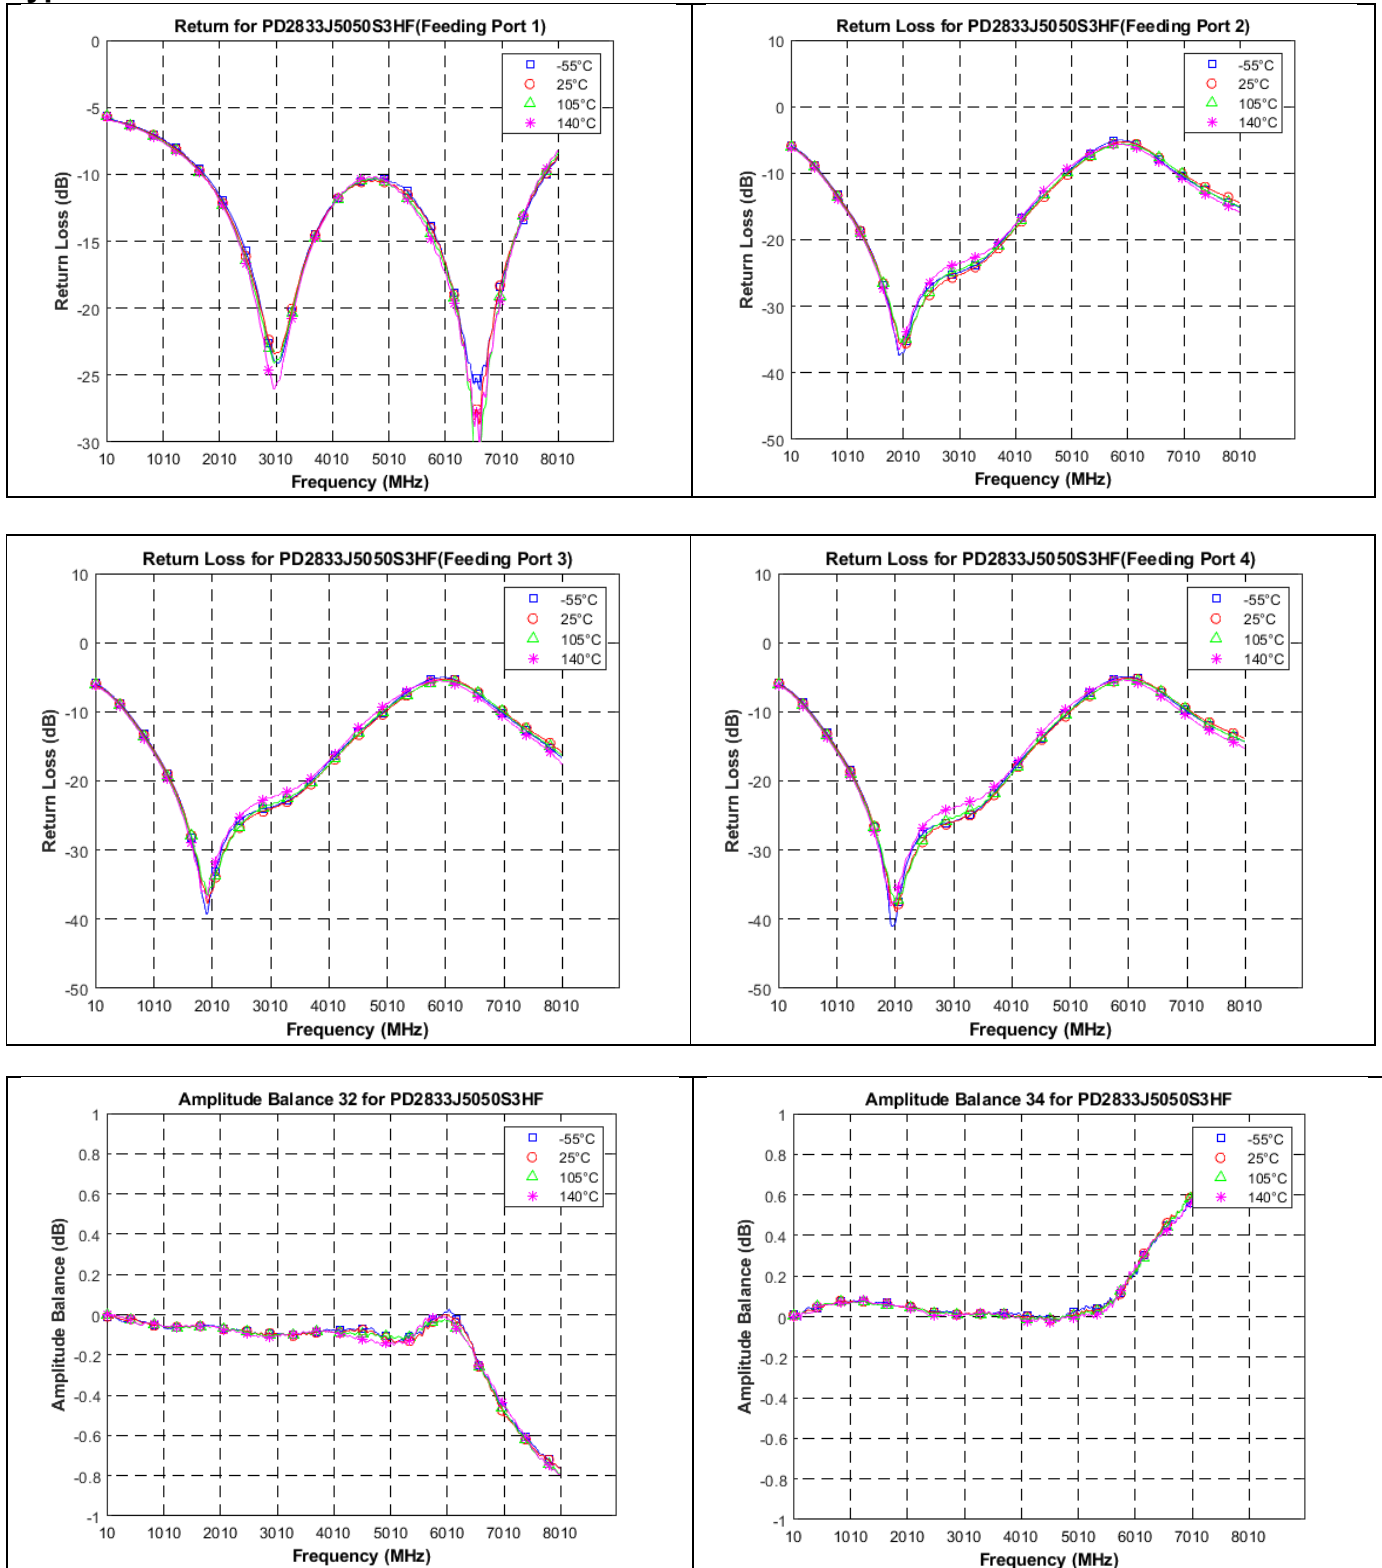 Return for PD2833J5050S3HF(Feeding Port 1)
0
-5
-10
-15
-20
-25
-30
Return Loss (dB)
-55°C
25°C
105°C
140°C
10 1010 2010 3010 4010 5010 6010 7010 8010
Frequency (MHz)
Return Loss for PD2833J5050S3HF(Feeding Port 2)
10
0
-10
-20
-30
-40
-50
Return Loss (dB)
-55°C
25°C
105°C
140°C
10 1010 2010 3010 4010 5010 6010 7010 8010
Frequency (MHz)
Return Loss for PD2833J5050S3HF(Feeding Port 3)
10
0
-10
-20
-30
-40
-50
Return Loss (dB)
-55°C
25°C
105°C
140°C
10 1010 2010 3010 4010 5010 6010 7010 8010
Frequency (MHz)
Return Loss for PD2833J5050S3HF(Feeding Port 4)
10
0
-10
-20
-30
-40
-50
Return Loss (dB)
-55°C
25°C
105°C
140°C
10 1010 2010 3010 4010 5010 6010 7010 8010
Frequency (MHz)
Amplitude Balance 32 for PD2833J5050S3HF
1
0.8
0.6
0.4
0.2
0
-0.2
-0.4
-0.6
-0.8
-1
Amplitude Balance (dB)
-55°C
25°C
105°C
140°C
10 1010 2010 3010 4010 5010 6010 7010 8010
Frequency (MHz)
Amplitude Balance 34 for PD2833J5050S3HF
1
0.8
0.6
0.4
0.2
0
-0.2
-0.4
-0.6
-0.8
-1
Amplitude Balance (dB)
-55°C
25°C
105°C
140°C
10 1010 2010 3010 4010 5010 6010 7010 8010
Frequency (MHz)